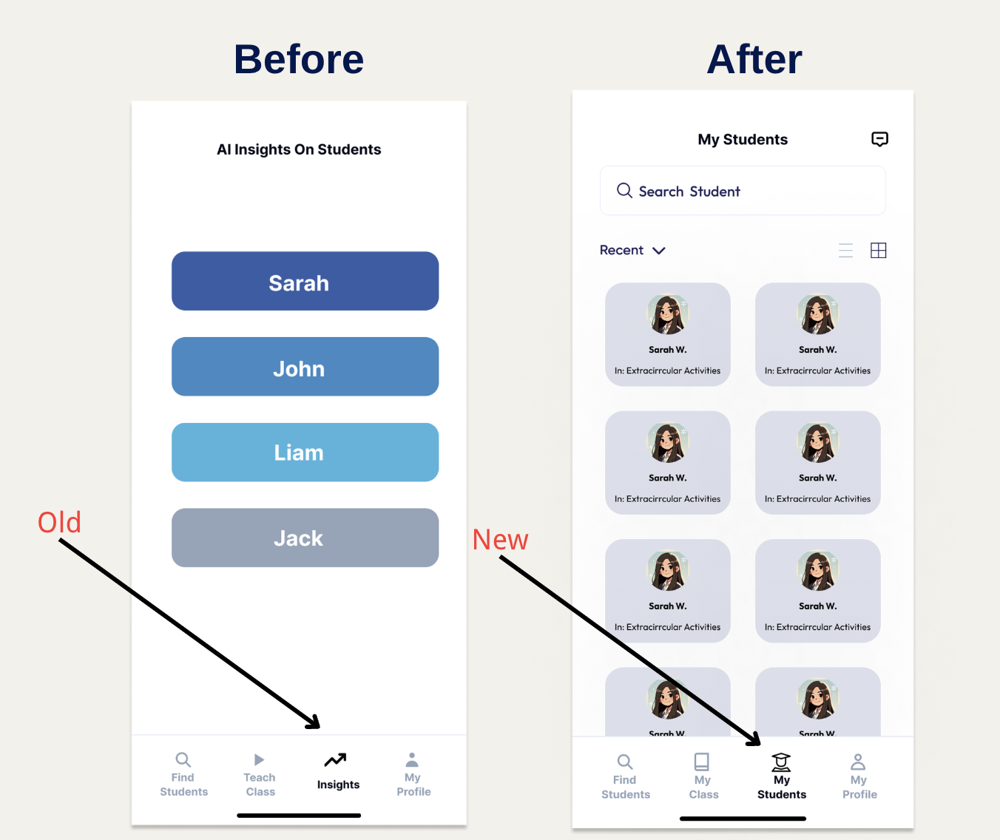 Before
After
AI Insights On Students
Sarah
John
Liam
Jack
Old
Find
Students
Teach
Class
Insights
My
Profile
My Students
Search Student
Recent
Sarah W.
In: Extracirrcular Activities
Sarah W.
In: Extracirrcular Activities
Sarah W.
In: Extracirrcular Activities
Sarah W.
In: Extracirrcular Activities
New
Sarah W.
In: Extracirrcular Activities
Sarah W.
In: Extracirrcular Activities
Sarah W.
Sarah W.
Find
Students
My
Class
My
Students
My
Profile